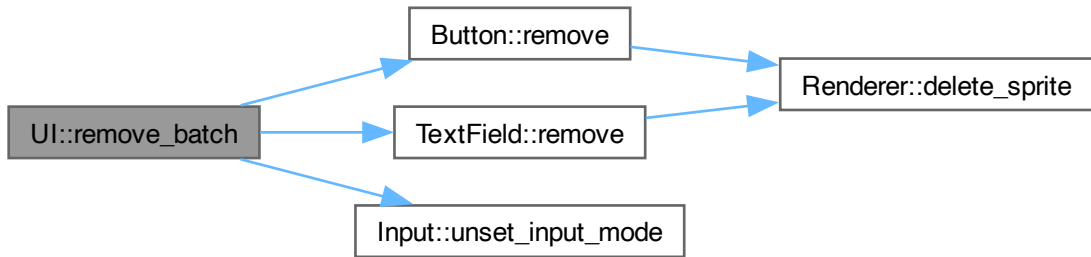 Button::remove
Renderer::delete_sprite
UI::remove_batch
TextField::remove
Input::unset_input_mode